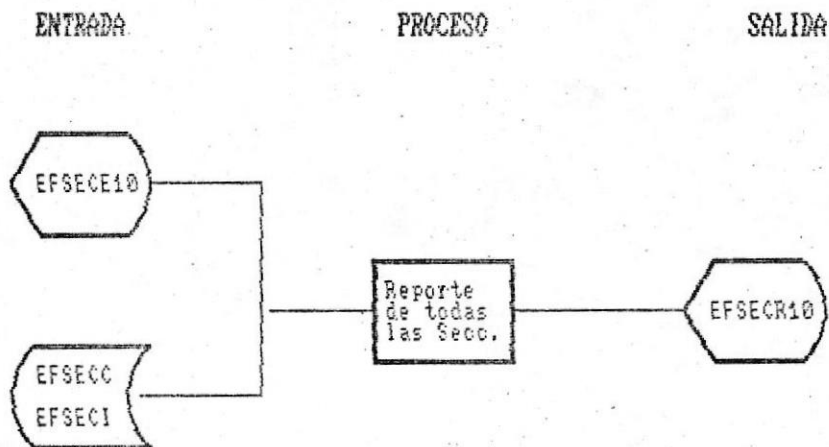 ENTRADA PROCESO SALIDA
EFSECE10
Reporte
de todas
las Secc.
EFSECR10
EFSECC
EFSECI